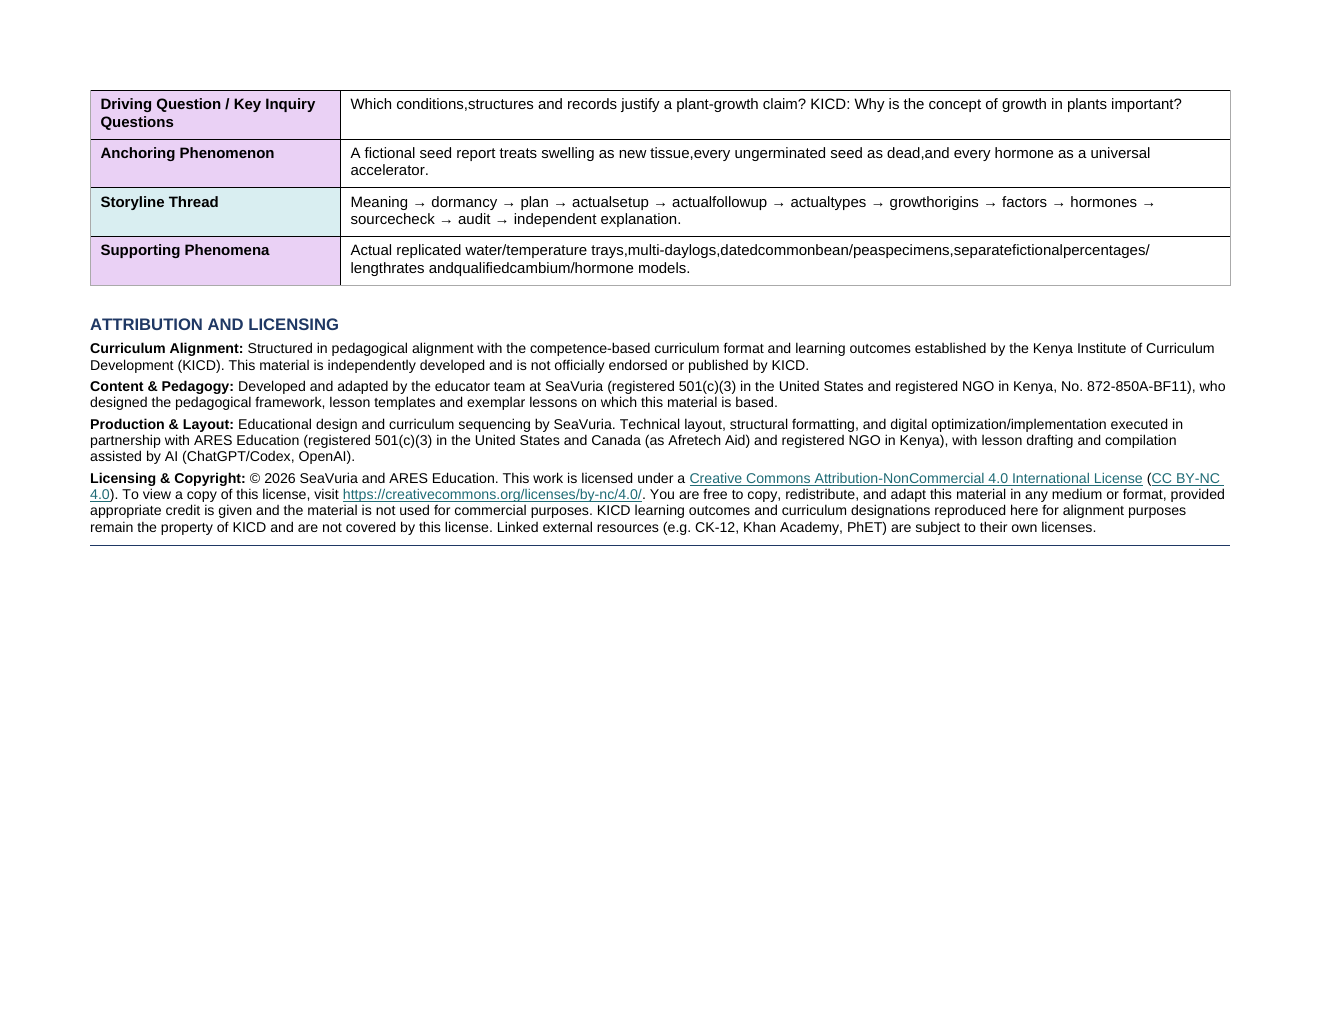 Driving Question / Key Inquiry Questions
Which conditions,structures and records justify a plant-growth claim? KICD: Why is the concept of growth in plants important?
Anchoring Phenomenon
A fictional seed report treats swelling as new tissue,every ungerminated seed as dead,and every hormone as a universal
accelerator.
Storyline Thread
Meaning → dormancy → plan → actualsetup → actualfollowup → actualtypes → growthorigins → factors → hormones →
sourcecheck → audit → independent explanation.
Supporting Phenomena
Actual replicated water/temperature trays,multi-daylogs,datedcommonbean/peaspecimens,separatefictionalpercentages/
lengthrates andqualifiedcambium/hormone models.
ATTRIBUTION AND LICENSING
Curriculum Alignment: Structured in pedagogical alignment with the competence-based curriculum format and learning outcomes established by the Kenya Institute of Curriculum
Development (KICD). This material is independently developed and is not officially endorsed or published by KICD.
Content & Pedagogy: Developed and adapted by the educator team at SeaVuria (registered 501(c)(3) in the United States and registered NGO in Kenya, No. 872-850A-BF11), who
designed the pedagogical framework, lesson templates and exemplar lessons on which this material is based.
Production & Layout: Educational design and curriculum sequencing by SeaVuria. Technical layout, structural formatting, and digital optimization/implementation executed in
partnership with ARES Education (registered 501(c)(3) in the United States and Canada (as Afretech Aid) and registered NGO in Kenya), with lesson drafting and compilation
assisted by AI (ChatGPT/Codex, OpenAI).
Licensing & Copyright: © 2026 SeaVuria and ARES Education. This work is licensed under a Creative Commons Attribution-NonCommercial 4.0 International License (CC BY-NC
4.0). To view a copy of this license, visit https://creativecommons.org/licenses/by-nc/4.0/. You are free to copy, redistribute, and adapt this material in any medium or format, provided
appropriate credit is given and the material is not used for commercial purposes. KICD learning outcomes and curriculum designations reproduced here for alignment purposes
remain the property of KICD and are not covered by this license. Linked external resources (e.g. CK-12, Khan Academy, PhET) are subject to their own licenses.